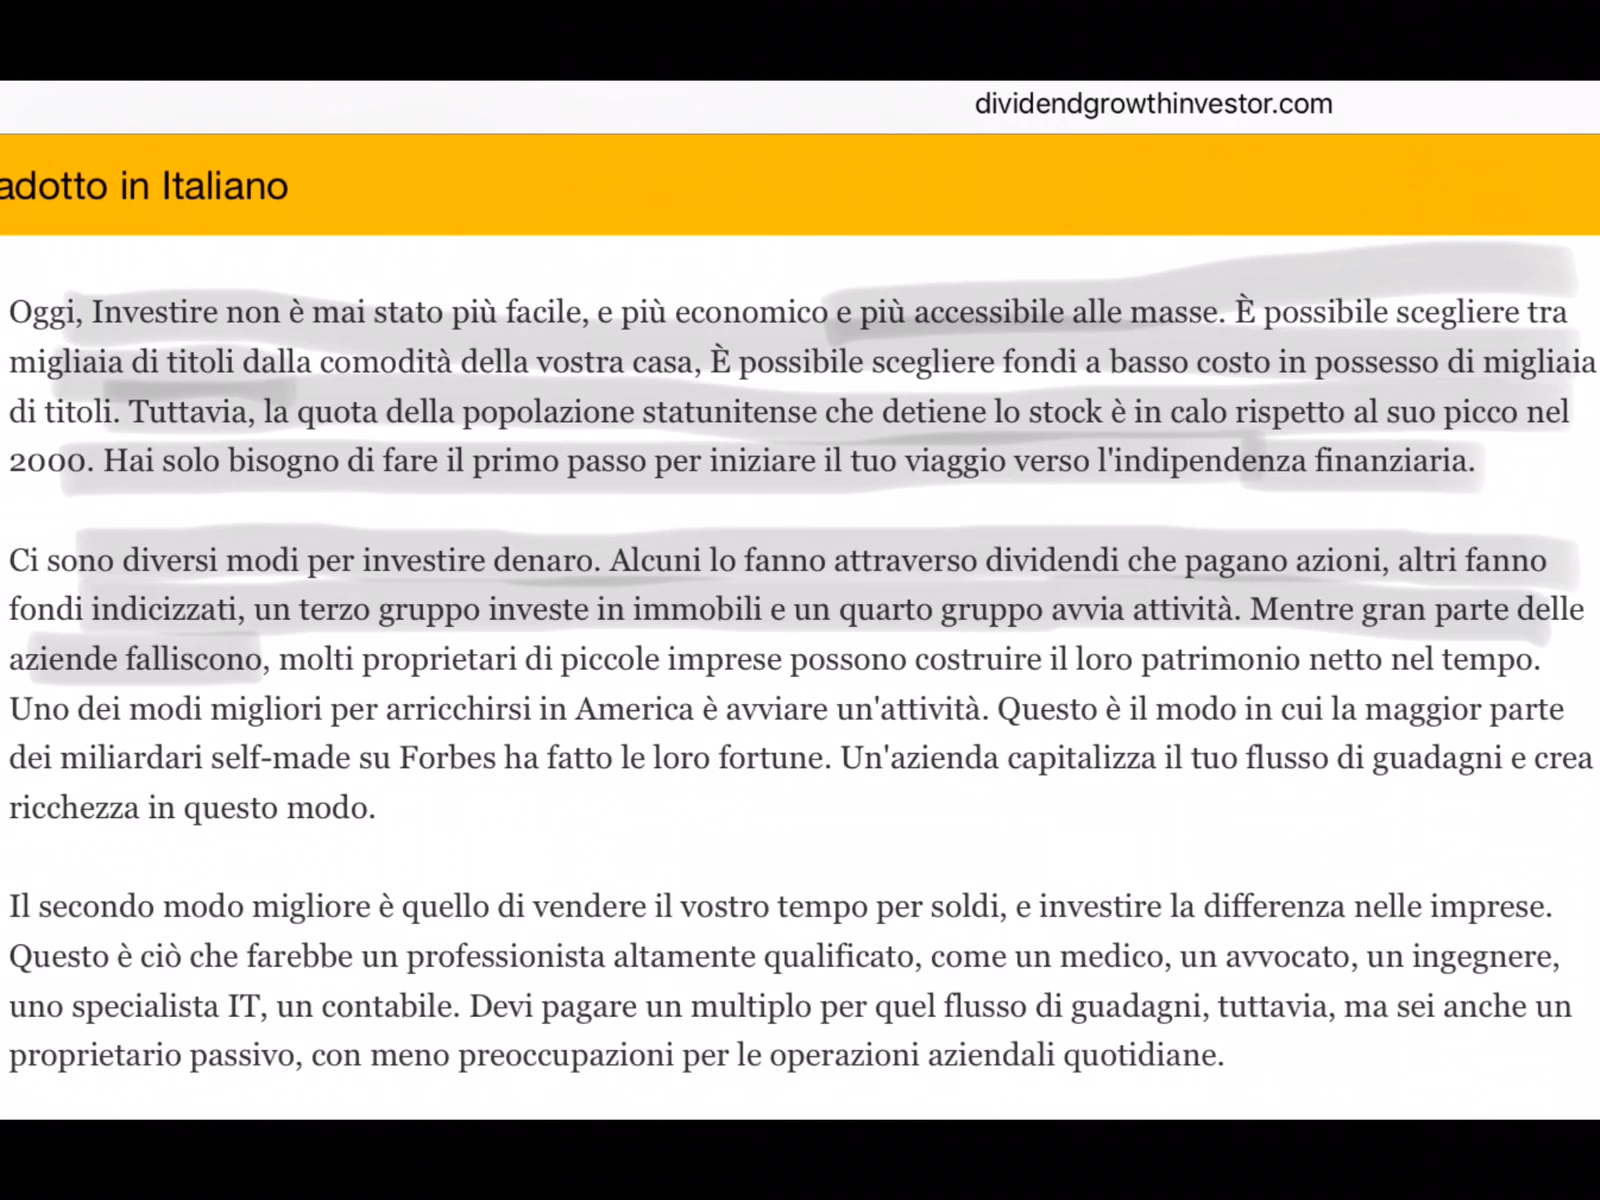 dividendgrowthinvestor.com
adotto in Italiano
Oggi, Investire non è mai stato più facile, e più economico e più accessibile alle masse. È possibile scegliere tra
migliaia di titoli dalla comodità della vostra casa, È possibile scegliere fondi a basso costo in possesso di migliaia
di titoli. Tuttavia, la quota della popolazione statunitense che detiene lo stock è in calo rispetto al suo picco nel
2000. Hai solo bisogno di fare il primo passo per iniziare il tuo viaggio verso l'indipendenza finanziaria.
Ci sono diversi modi per investire denaro. Alcuni lo fanno attraverso dividendi che pagano azioni, altri fanno
fondi indicizzati, un terzo gruppo investe in immobili e un quarto gruppo avvia attività. Mentre gran parte delle
aziende falliscono, molti proprietari di piccole imprese possono costruire il loro patrimonio netto nel tempo.
Uno dei modi migliori per arricchirsi in America è avviare un'attività. Questo è il modo in cui la maggior parte
dei miliardari self-made su Forbes ha fatto le loro fortune. Un'azienda capitalizza il tuo flusso di guadagni e crea
ricchezza in questo modo.
Il secondo modo migliore è quello di vendere il vostro tempo per soldi, e investire la differenza nelle imprese.
Questo è ciò che farebbe un professionista altamente qualificato, come un medico, un avvocato, un ingegnere,
uno specialista IT, un contabile. Devi pagare un multiplo per quel flusso di guadagni, tuttavia, ma sei anche un
proprietario passivo, con meno preoccupazioni per le operazioni aziendali quotidiane.